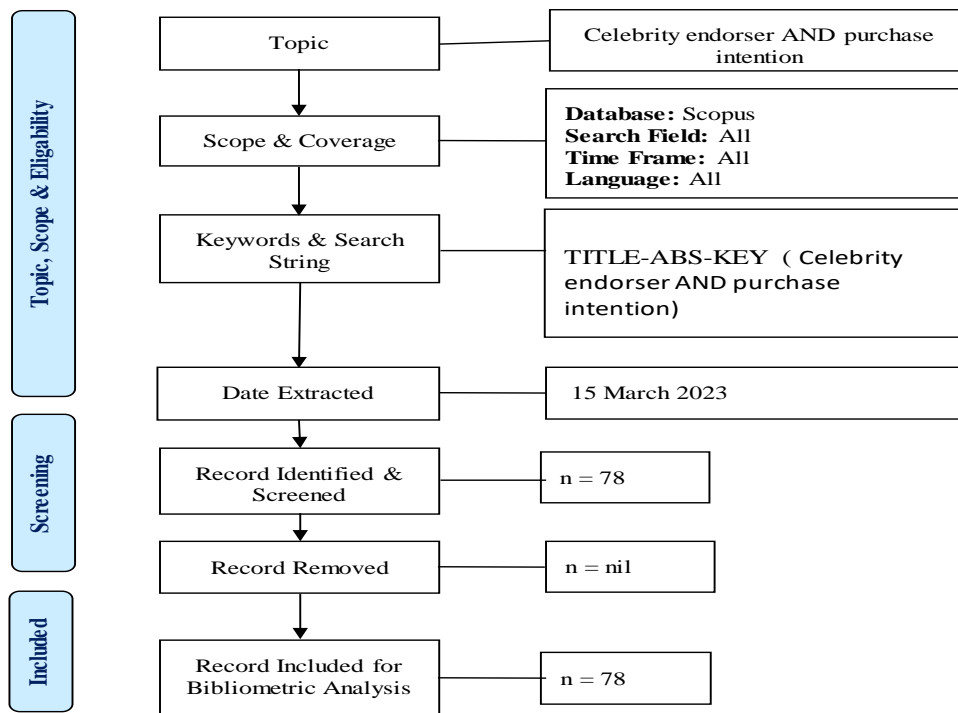 Topic, Scope & Eligability
Topic
Celebrity endorser AND purchase
intention
Scope & Coverage
Database: Scopus
Search Field: All
Time Frame: All
Language: All
Keywords & Search
String
TITLE-ABS-KEY ( Celebrity
endorser AND purchase
intention)
Date Extracted
15 March 2023
Screening
Record Identified &
Screened
n = 78
Record Removed
n = nil
Included
Record Included for
Bibliometric Analysis
n = 78